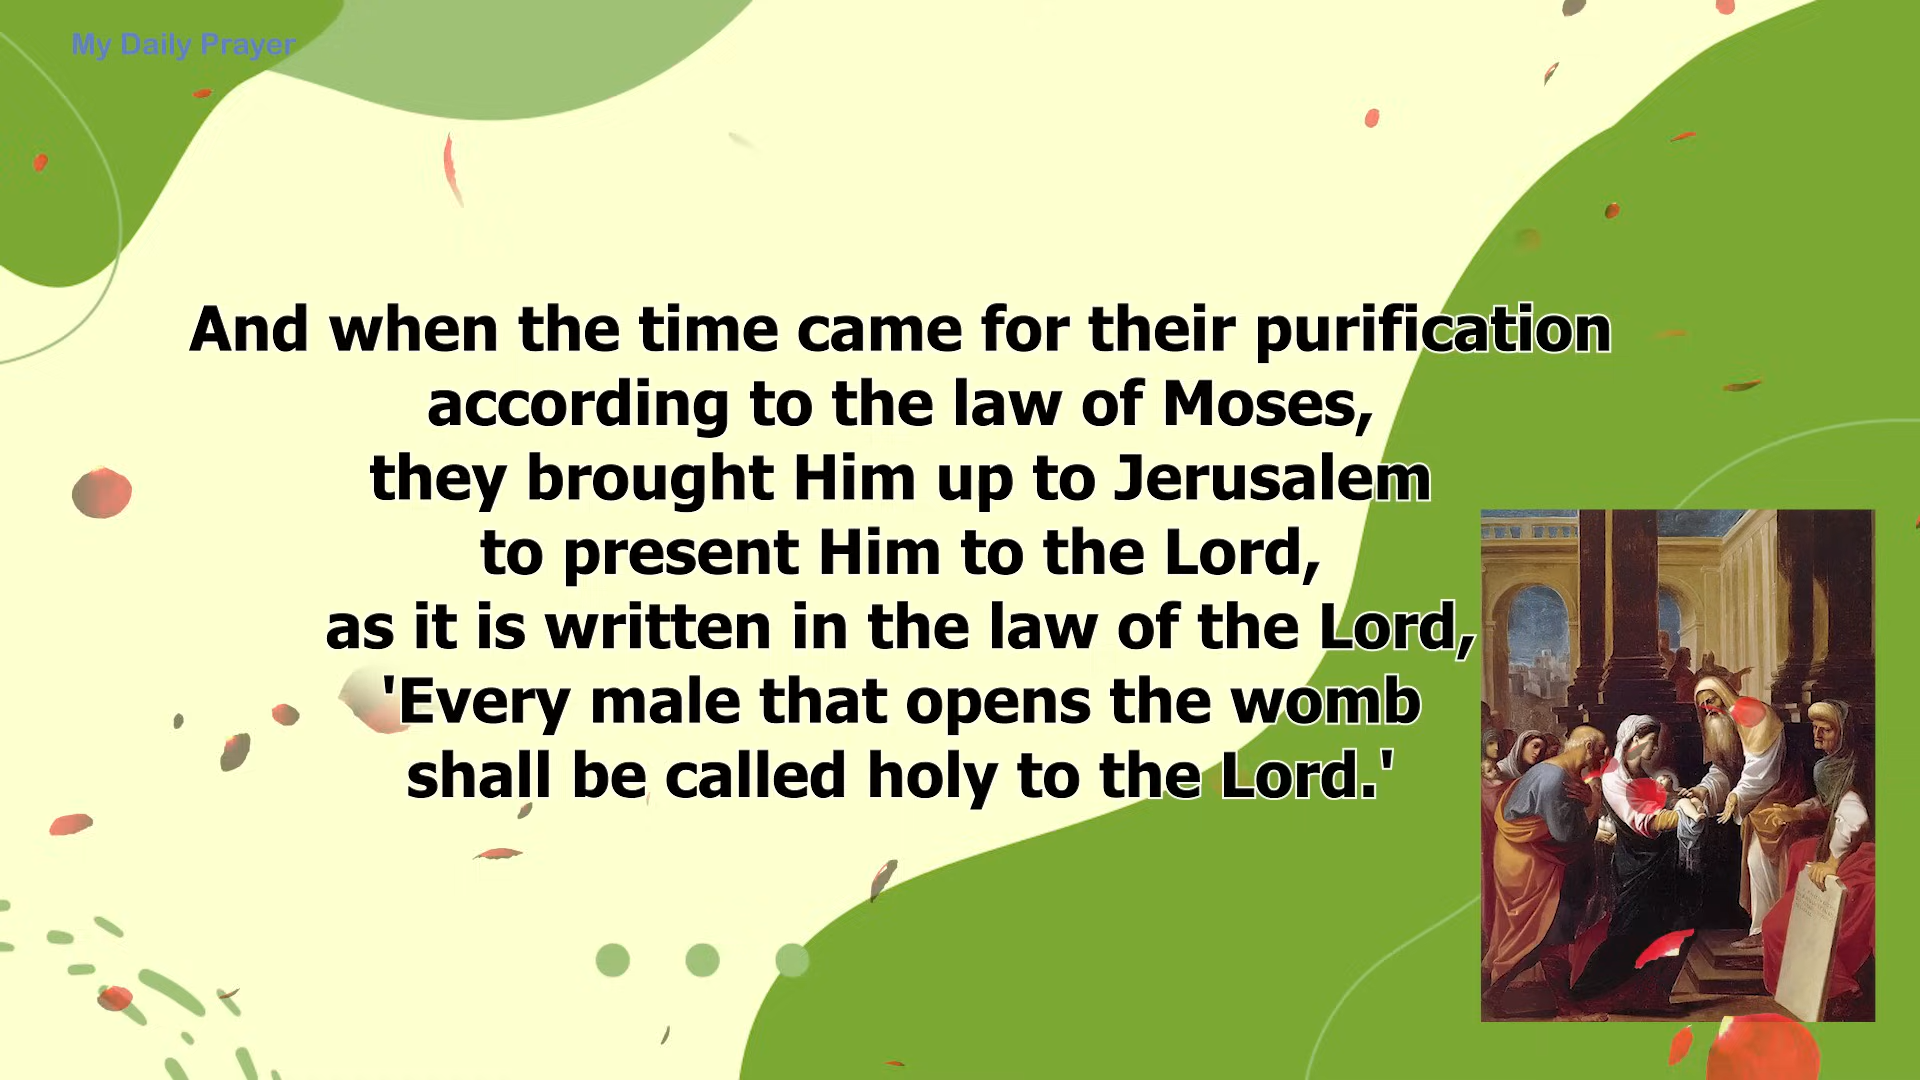 My Daily Prayer
And when the time came for their purification
according to the law of Moses,
they brought Him up to Jerusalem
to present Him to the Lord,
as it is written in the law of the Lord,
'Every male that opens the womb
shall be called holy to the Lord.'